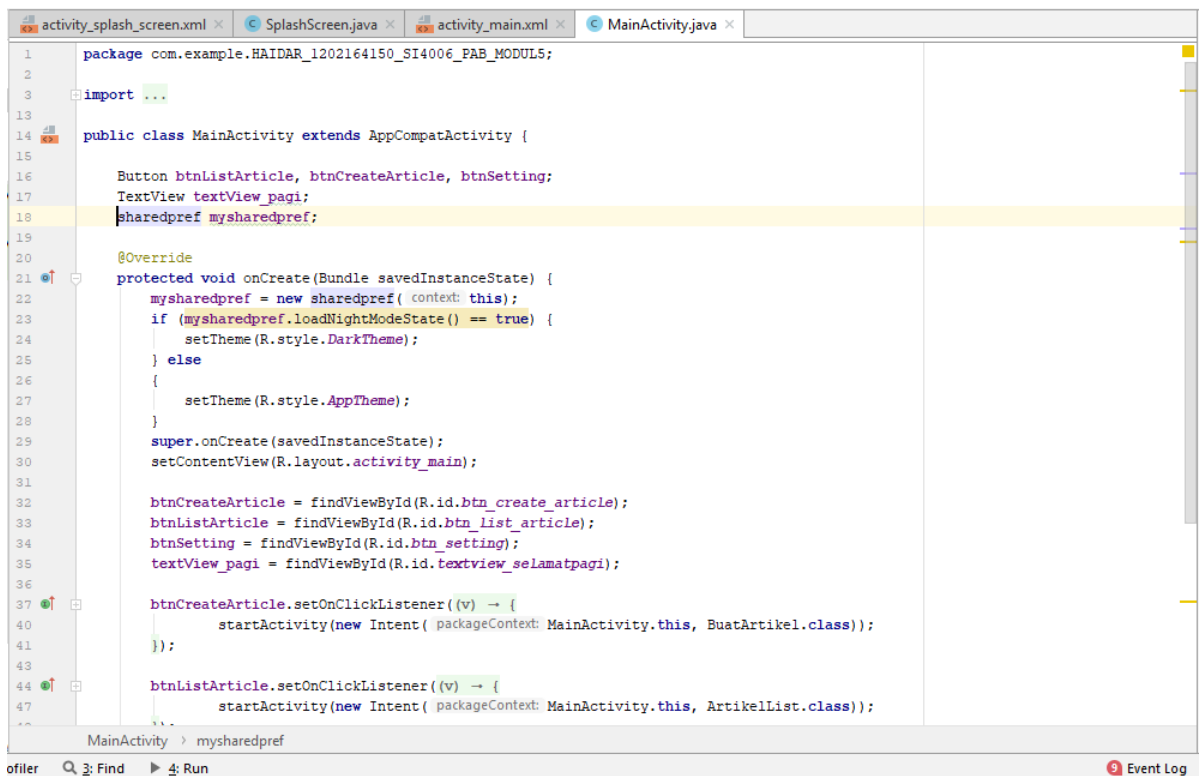 activity_splash_screen.xml × SplashScreen.java × activity_main.xml × MainActivity.java ×
1 package com.example.HAIDAR_1202164150_SI4006_PAB_MODUL5;
2
3 import ...
13
14 public class MainActivity extends AppCompatActivity {
15
16 Button btnListArticle, btnCreateArticle, btnSetting;
17 TextView textView_pagi;
18 sharedpref mysharedpref;
19
20 @Override
21 protected void onCreate(Bundle savedInstanceState) {
22 mysharedpref = new sharedpref( context: this);
23 if (mysharedpref.loadNightModeState() == true) {
24 setTheme(R.style.DarkTheme);
25 } else
26 {
27 setTheme(R.style.AppTheme);
28 }
29 super.onCreate(savedInstanceState);
30 setContentView(R.layout.activity_main);
31
32 btnCreateArticle = findViewById(R.id.btn_create_article);
33 btnListArticle = findViewById(R.id.btn_list_article);
34 btnSetting = findViewById(R.id.btn_setting);
35 textView_pagi = findViewById(R.id.textview_selamatpagi);
36
37 btnCreateArticle.setOnClickListener((v) → {
40 startActivity(new Intent( packageContext: MainActivity.this, BuatArtikel.class));
41 });
43
44 btnListArticle.setOnClickListener((v) → {
47 startActivity(new Intent( packageContext: MainActivity.this, ArtikelList.class));
MainActivity › mysharedpref
ofiler 3: Find 4: Run 9 Event Log